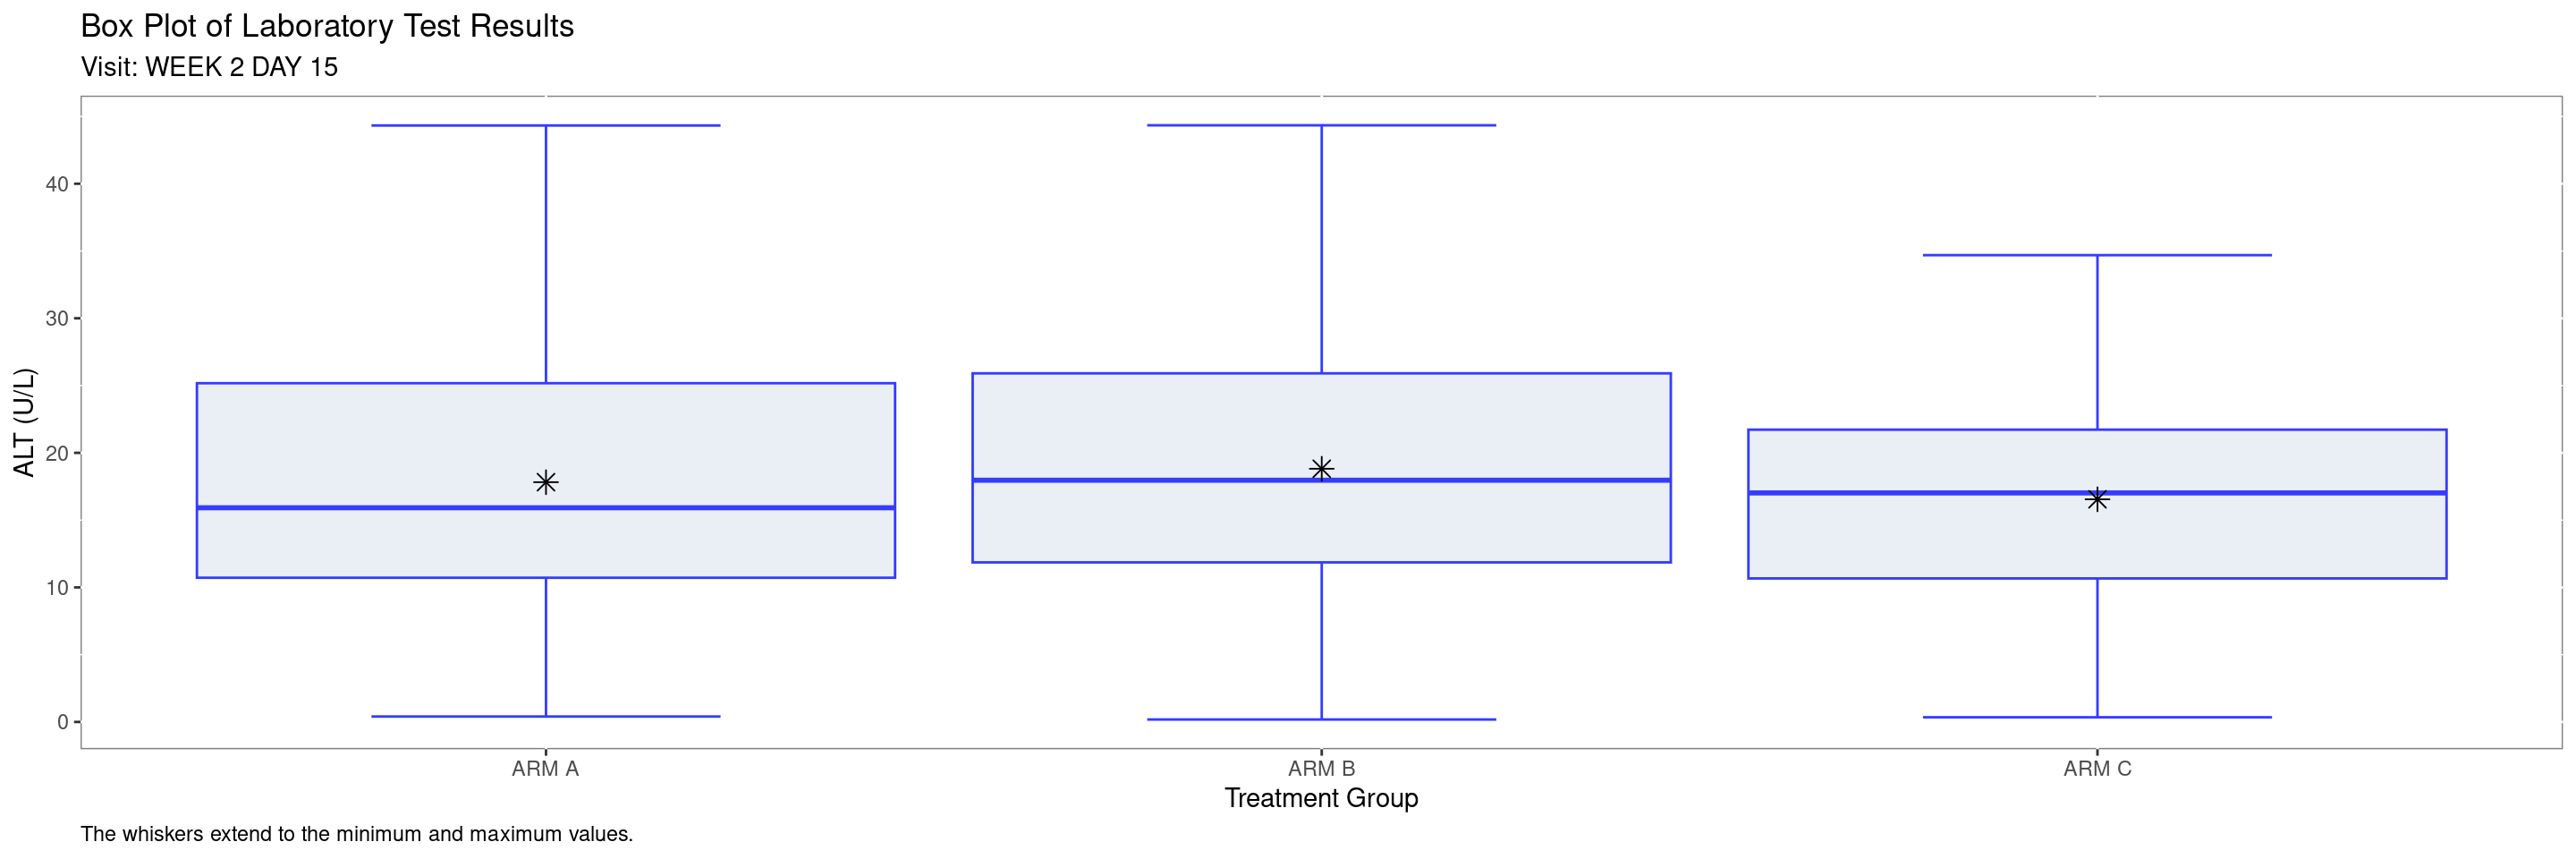 Box Plot of Laboratory Test Results
Visit: WEEK 2 DAY 15
ALT (U/L)
40
30
20
10
0
ARM A
ARM B
ARM C
Treatment Group
The whiskers extend to the minimum and maximum values.